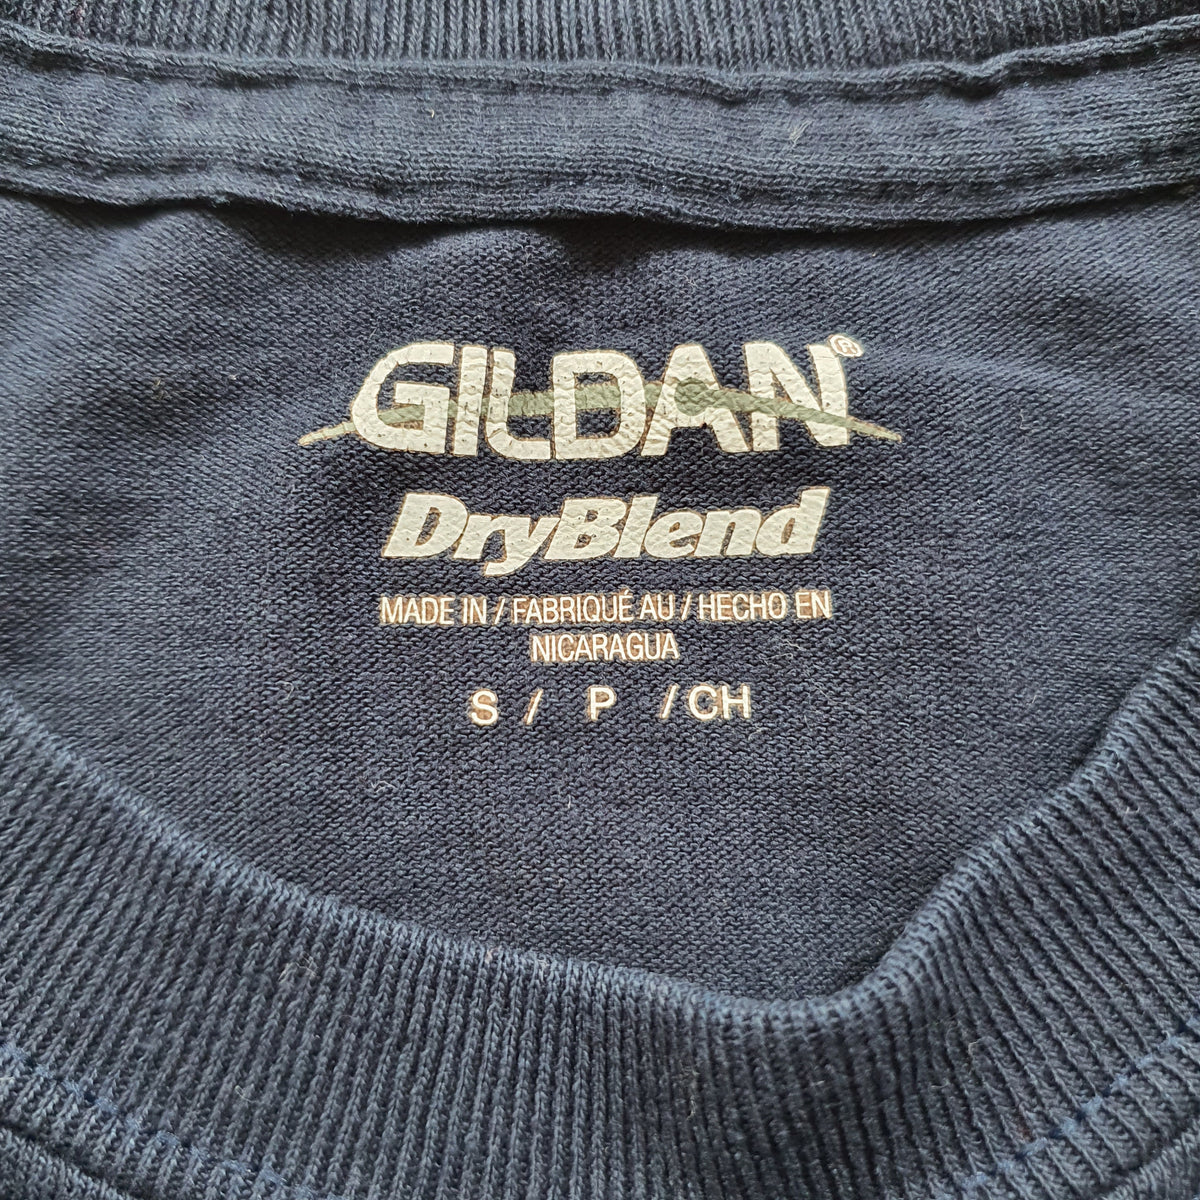 GILDAN®
DryBlend
MADE IN / FABRIQUÉ AU / HECHO EN
NICARAGUA
S / P / CH